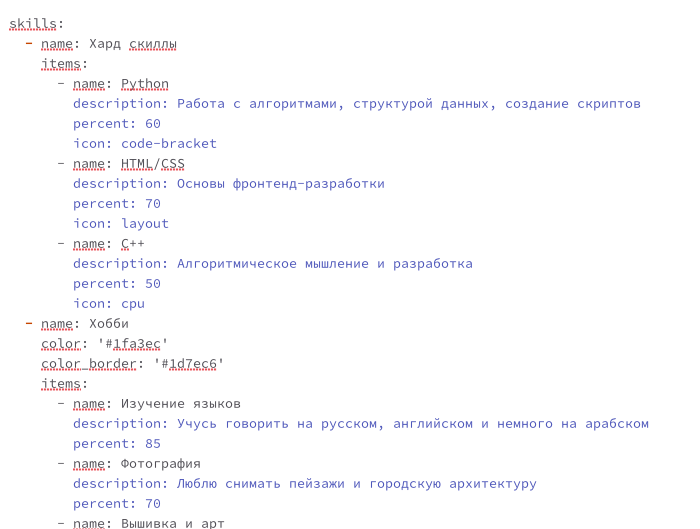 skills:
- name: Хард скиллы
items:
- name: Python
description: Работа с алгоритмами, структурой данных, создание скриптов
percent: 60
icon: code-bracket
- name: HTML/CSS
description: Основы фронтенд-разработки
percent: 70
icon: layout
- name: C++
description: Алгоритмическое мышление и разработка
percent: 50
icon: cpu
- name: Хобби
color: '#1fa3ec'
color_border: '#1d7ec6'
items:
- name: Изучение языков
description: Учусь говорить на русском, английском и немного на арабском
percent: 85
- name: Фотография
description: Люблю снимать пейзажи и городскую архитектуру
percent: 70
- name: Вышивка и арт